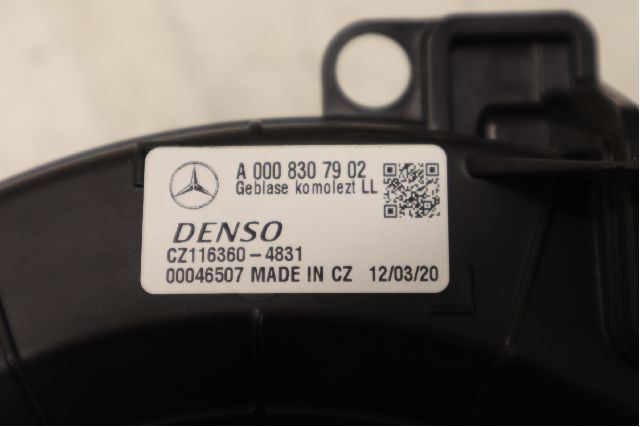 A 000 830 79 02
Geblase komolezt LL
DENSO
CZ116360-4831
00046507 MADE IN CZ 12/03/20